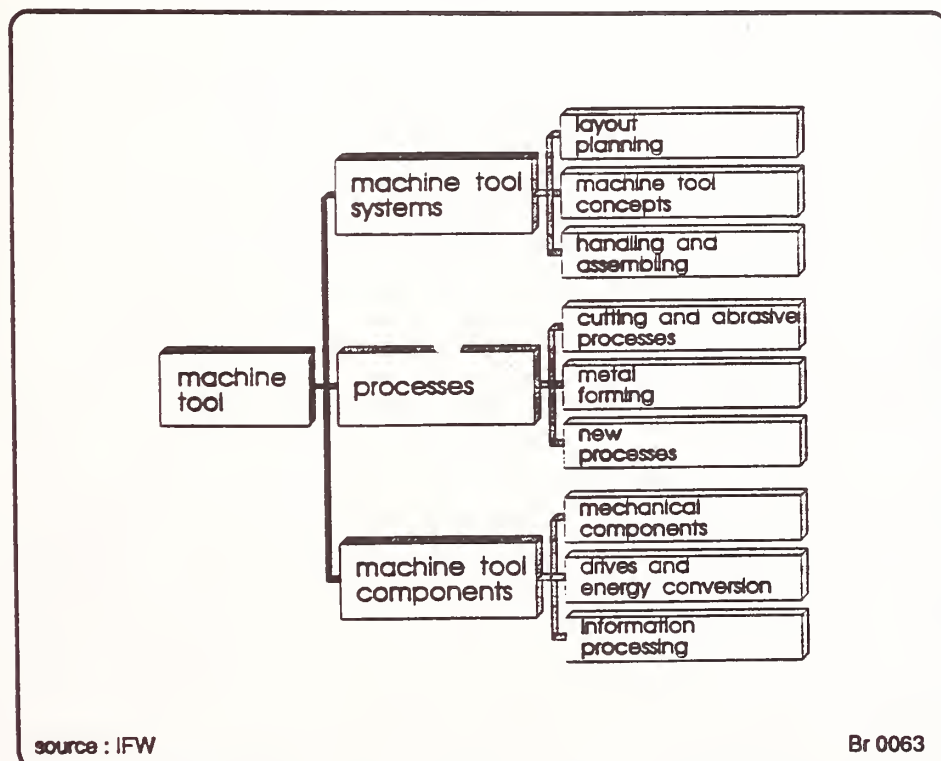 layout
planning
machine tool
systems
machine tool
concepts
handling and
assembling
cutting and abrasive
processes
machine
tool
processes
metal
forming
new
processes
mechanical
components
machine tool
components
drives and
energy conversion
information
processing
source : IFW
Br 0063